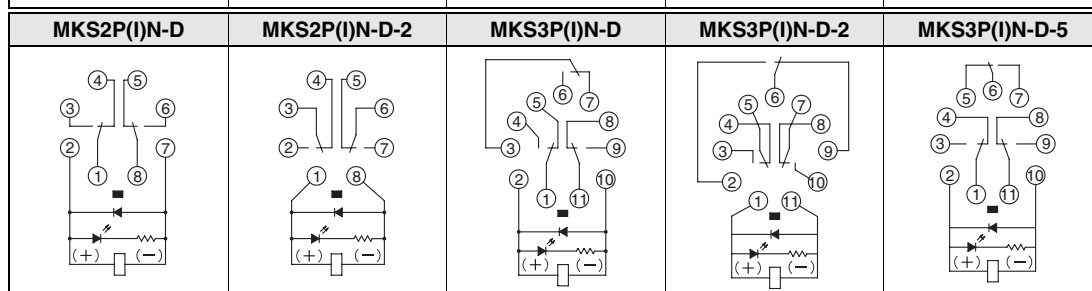 MKS2P(I)N-D MKS2P(I)N-D-2 MKS3P(I)N-D MKS3P(I)N-D-2 MKS3P(I)N-D-5
4 5 3 6 2 7 1 8 (+) (−)
4 5 3 6 2 7 1 8 (+) (−)
6 7 5 4 8 3 9 2 10 1 11 (+) (−)
6 5 7 4 8 3 9 2 10 1 11 (+) (−)
5 6 7 4 8 3 9 2 10 1 11 (+) (−)